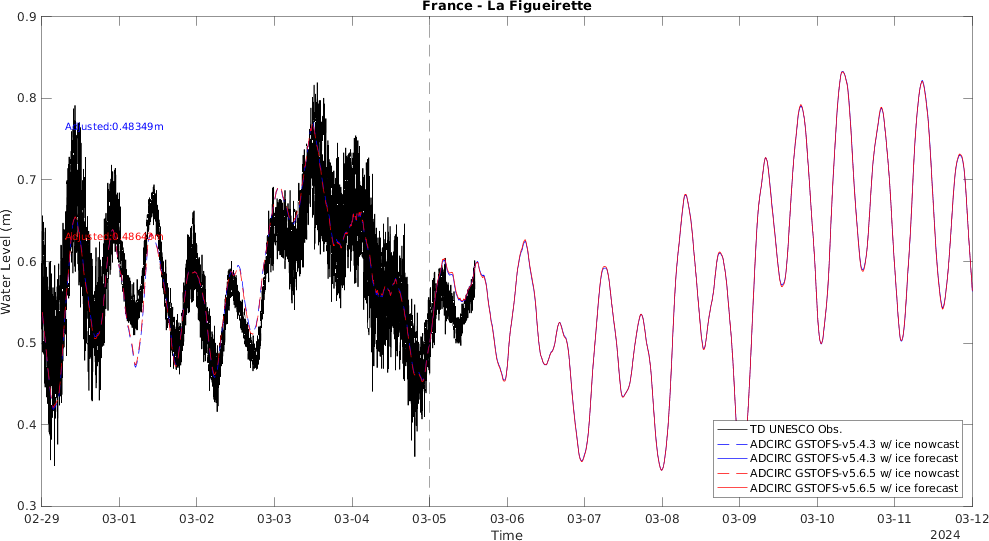 France - La Figueirette
0.9
0.8
0.7
0.6
0.5
0.4
0.3
Water Level (m)
Adjusted:0.48349m
TD UNESCO Obs.
ADCIRC GSTOFS-v5.4.3 w/ ice nowcast
ADCIRC GSTOFS-v5.4.3 w/ ice forecast
ADCIRC GSTOFS-v5.6.5 w/ ice nowcast
ADCIRC GSTOFS-v5.6.5 w/ ice forecast
02-29 03-01 03-02 03-03 03-04 03-05 03-06 03-07 03-08 03-09 03-10 03-11 03-12
Time
2024